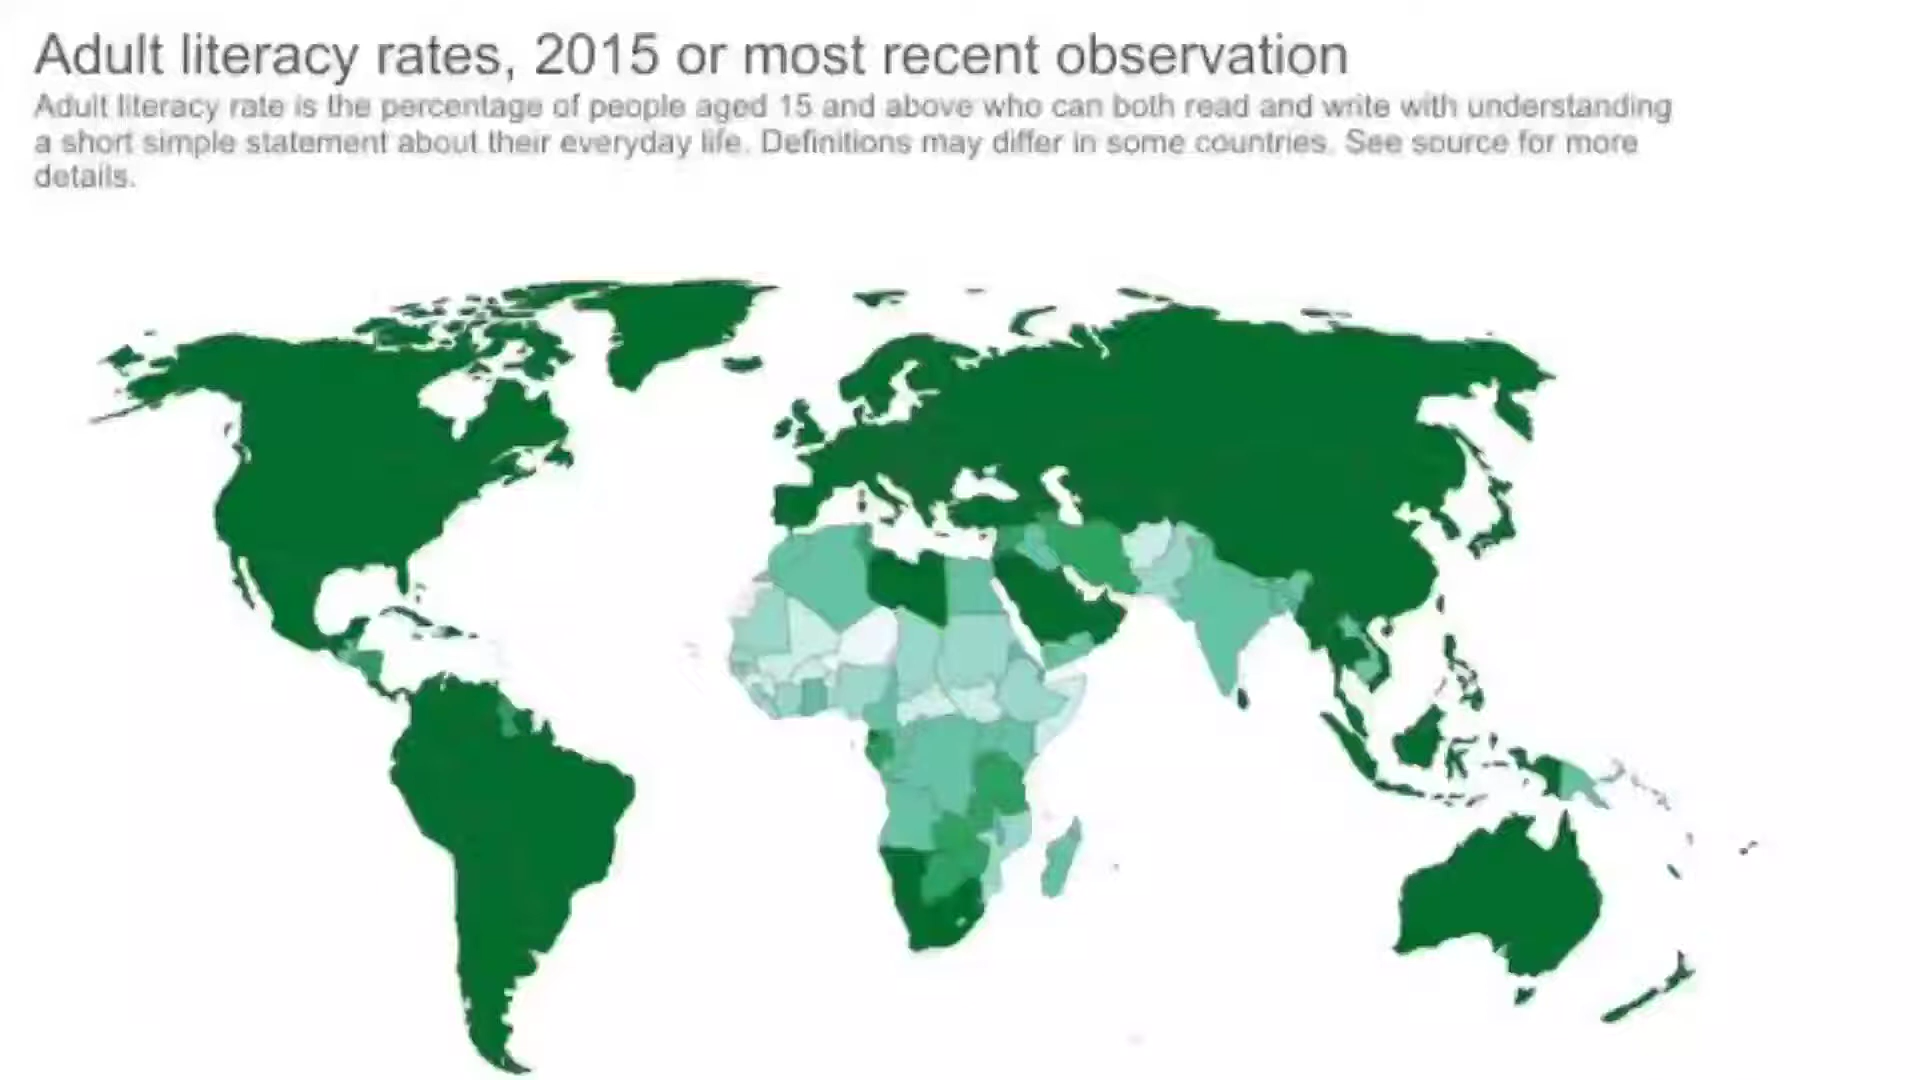 Adult literacy rates, 2015 or most recent observation
Adult literacy rate is the percentage of people aged 15 and above who can both read and write with understanding
a short simple statement about their everyday life. Definitions may differ in some countries. See source for more
details.